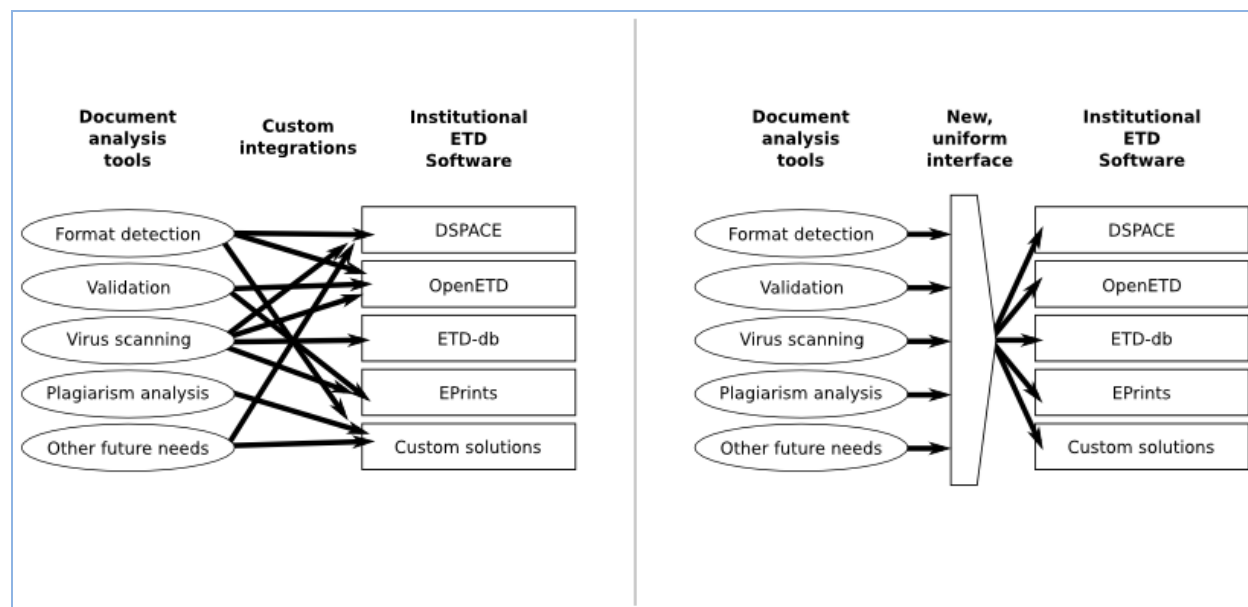 Document
analysis
tools
Custom
integrations
Institutional
ETD
Software
Format detection
Validation
Virus scanning
Plagiarism analysis
Other future needs
DSPACE
OpenETD
ETD-db
EPrints
Custom solutions
Document
analysis
tools
New,
uniform
interface
Institutional
ETD
Software
Format detection
Validation
Virus scanning
Plagiarism analysis
Other future needs
DSPACE
OpenETD
ETD-db
EPrints
Custom solutions